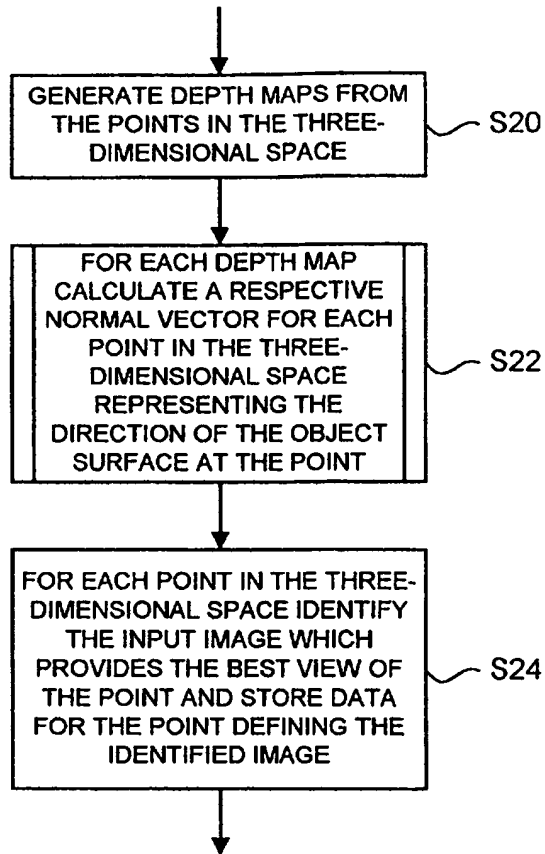 GENERATE DEPTH MAPS FROM
THE POINTS IN THE THREE-
DIMENSIONAL SPACE
S20
FOR EACH DEPTH MAP
CALCULATE A RESPECTIVE
NORMAL VECTOR FOR EACH
POINT IN THE THREE-
DIMENSIONAL SPACE
REPRESENTING THE
DIRECTION OF THE OBJECT
SURFACE AT THE POINT
S22
FOR EACH POINT IN THE THREE-
DIMENSIONAL SPACE IDENTIFY
THE INPUT IMAGE WHICH
PROVIDES THE BEST VIEW OF
THE POINT AND STORE DATA
FOR THE POINT DEFINING THE
IDENTIFIED IMAGE
S24